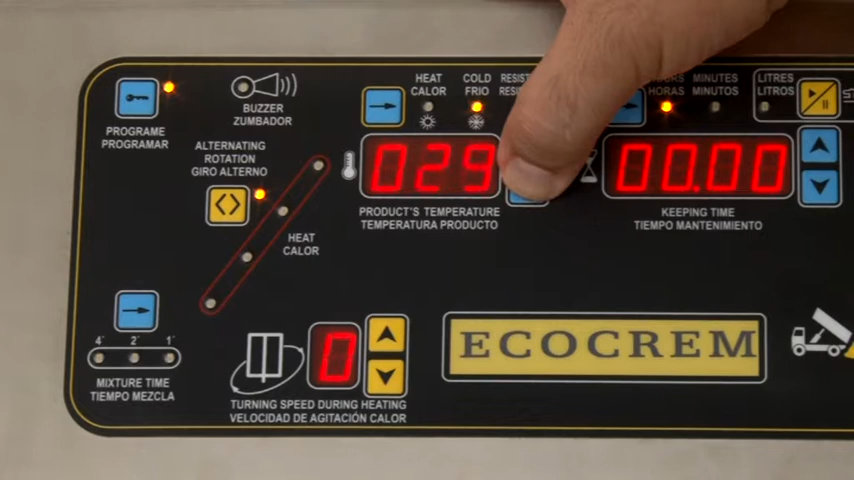 PROGRAME
PROGRAMAR
BUZZER
ZUMBADOR
ALTERNATING
ROTATION
GIRO ALTERNO
HEAT
CALOR
HEAT
CALOR
COLD
FRIO
029
PRODUCT'S TEMPERATURE
TEMPERATURA PRODUCTO
HORAS
MINUTES
MINUTOS
LITRES
LITROS
00.00
KEEPING TIME
TIEMPO MANTENIMIENTO
4´ 2´ 1´
MIXTURE TIME
TIEMPO MEZCLA
0
TURNING SPEED DURING HEATING
VELOCIDAD DE AGITACIÓN CALOR
ECOCREM